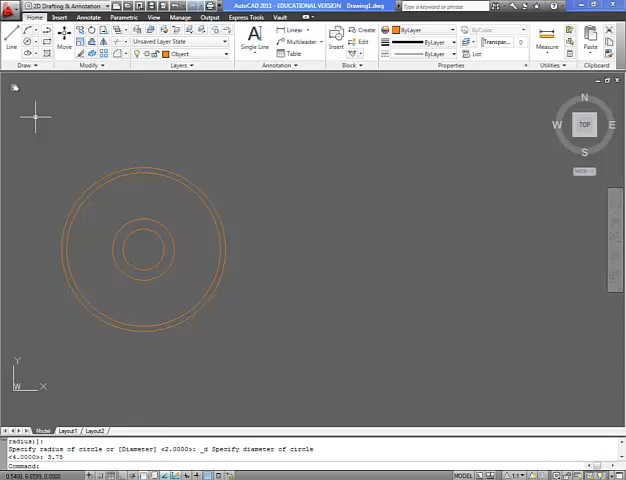 2D Drafting & Annotation
AutoCAD 2011 - EDUCATIONAL VERSION Drawing1.dwg
Type a keyword or phrase
Home Insert Annotate Parametric View Manage Output Express Tools Vault
Line
Move
Unsaved Layer State
Object
Single Line
Linear
Multileader
Table
Insert
Create
Edit
ByLayer
ByLayer
ByLayer
ByColor
Transpar... 0
List
Measure
Paste
Draw
Modify
Layers
Annotation
Block
Properties
Utilities
Clipboard
N
W TOP E
S
Y
W X
Model Layout1 Layout2
radius)]:
Specify radius of circle or [Diameter] <2.0000>: _d Specify diameter of circle
<4.0000>: 3.75
Command:
MODEL 1:1